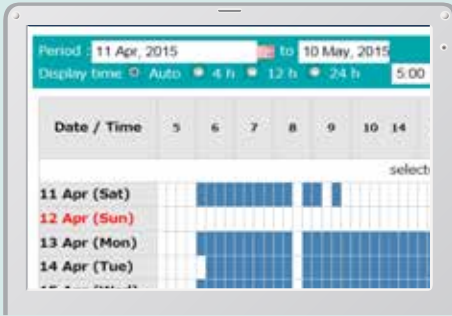 Period : 11 Apr, 2015 to 10 May, 2015
Display time Auto 4 h 12 h 24 h 5:00
Date / Time 5 6 7 8 9 10 14
select
11 Apr (Sat)
12 Apr (Sun)
13 Apr (Mon)
14 Apr (Tue)